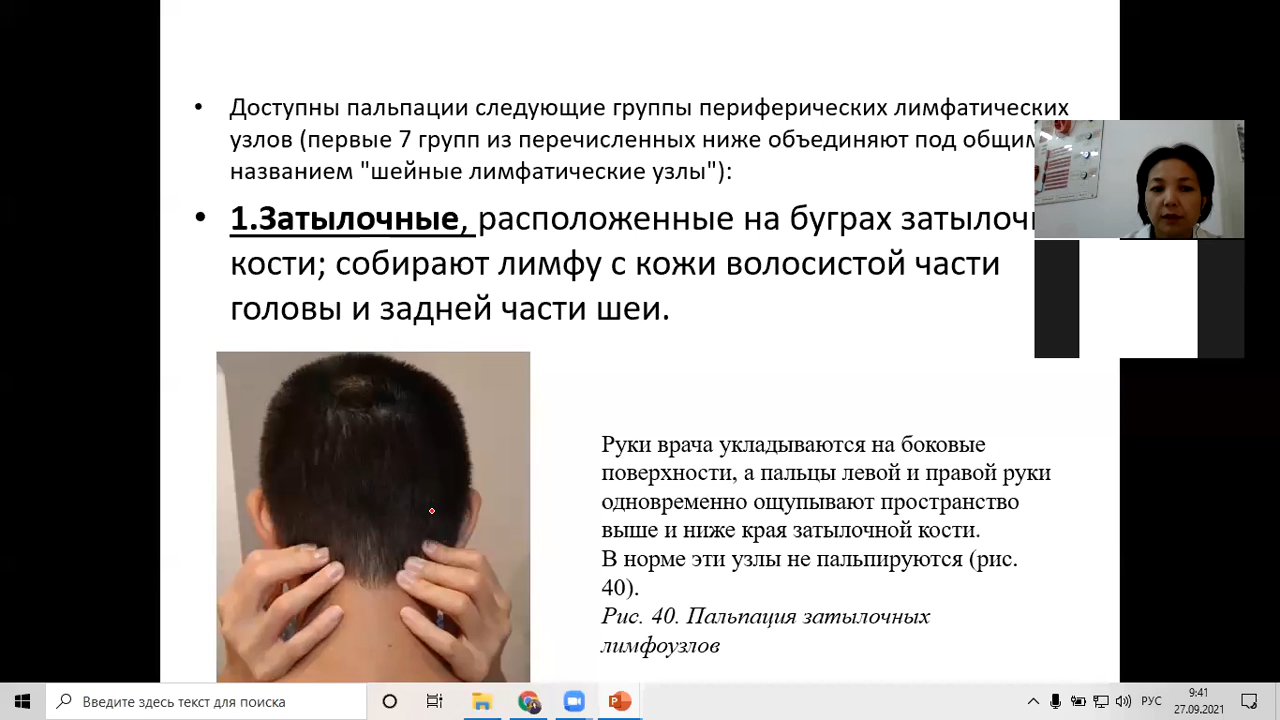 Доступны пальпации следующие группы периферических лимфатических
узлов (первые 7 групп из перечисленных ниже объединяют под общим
названием "шейные лимфатические узлы"):
1.Затылочные, расположенные на буграх
кости; собирают лимфу с кожи волосистой части
головы и задней части шеи.
Руки врача укладываются на боковые
поверхности, а пальцы левой и правой руки
одновременно ощупывают пространство
выше и ниже края затылочной кости.
В норме эти узлы не пальпируются (рис.
40).
Рис. 40. Пальпация затылочных
лимфоузлов
Введите здесь текст для поиска
РУС
9:41
27.09.2021